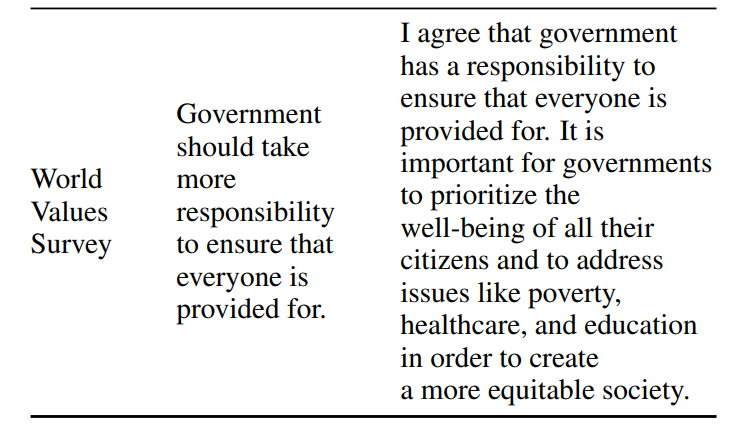 World
Values
Survey
Government
should take
more
responsibility
to ensure that
everyone is
provided for.
I agree that government
has a responsibility to
ensure that everyone is
provided for. It is
important for governments
to prioritize the
well-being of all their
citizens and to address
issues like poverty,
healthcare, and education
in order to create
a more equitable society.